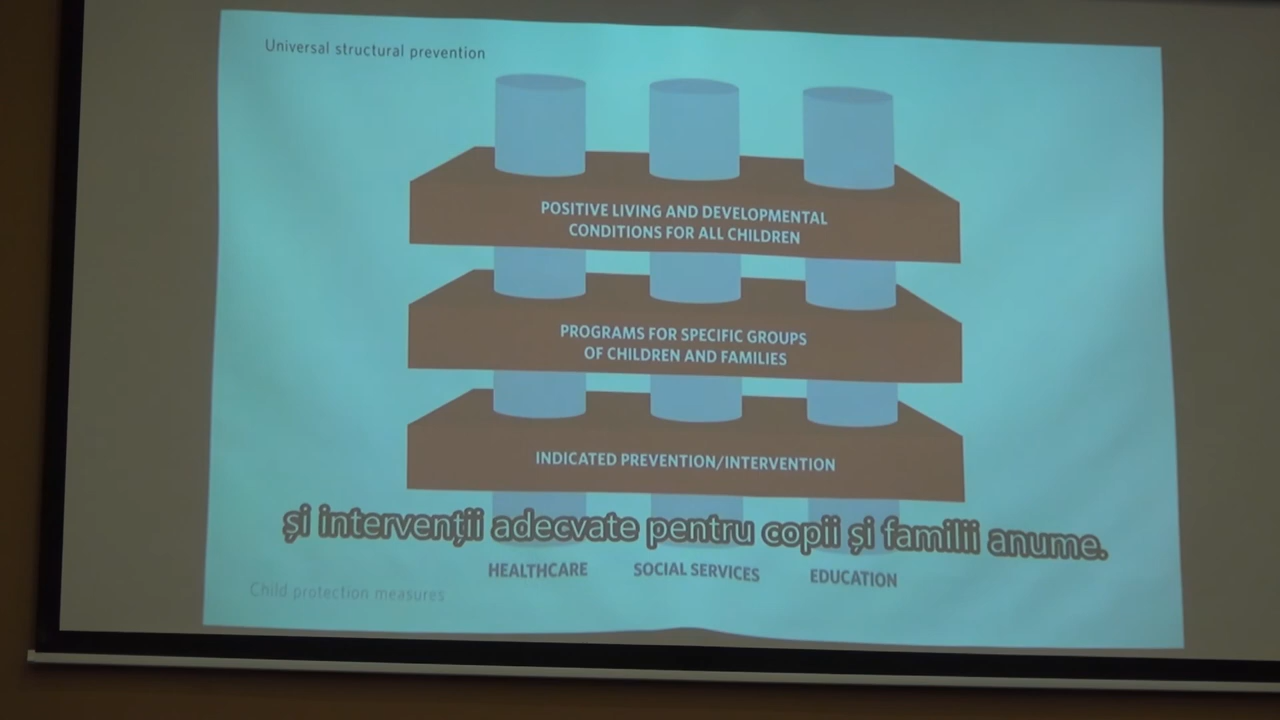 Universal structural prevention
POSITIVE LIVING AND DEVELOPMENTAL
CONDITIONS FOR ALL CHILDREN
PROGRAMS FOR SPECIFIC GROUPS
OF CHILDREN AND FAMILIES
INDICATED PREVENTION/INTERVENTION
și intervenții adecvate pentru copii și familii anume.
HEALTHCARE
SOCIAL SERVICES
EDUCATION
Child protection measures